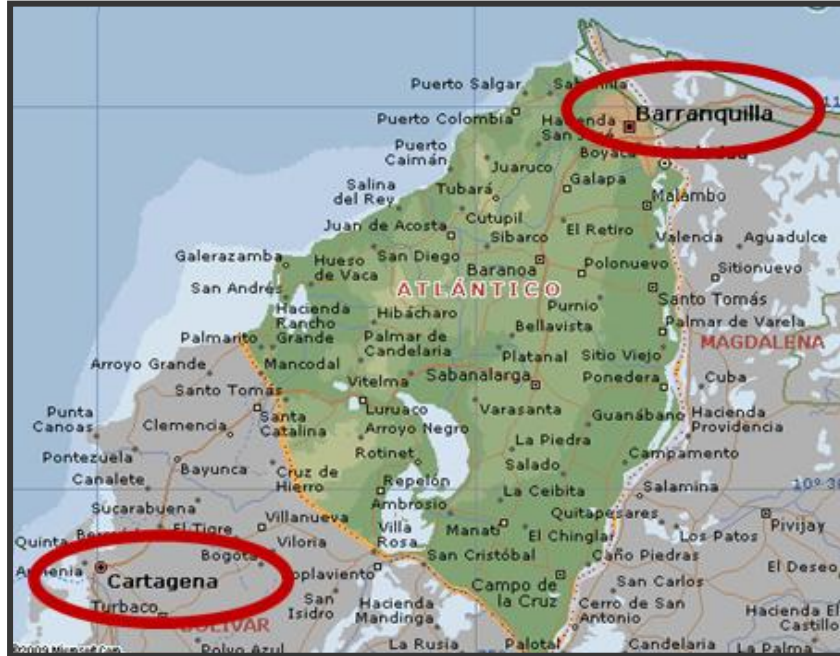 Puerto Salgar
Puerto Colombia
Barranquilla
Hacienda
San José
Puerto
Caimán
Juaruco
Galapa
Salina
del Rey
Tubará
Malambo
Juan de Acosta
Cutupil
El Retiro
Sibarco
Valencia
Aguadulce
Galerazamba
Hueso
de Vaca
San Diego
Baranoa
Polonuevo
Sitionuevo
San Andrés
ATLÁNTICO
Santo Tomás
Hacienda
Rancho
Grande
Hibácharo
Purnio
Palmarito
Bellavista
Palmar de Varela
Palmar de
Candelaria
Platanal
Sitio Viejo
MAGDALENA
Arroyo Grande
Mancodal
Vitelma
Sabanalarga
Ponedera
Cuba
Santo Tomás
Punta
Canoas
Santa
Catalina
Luruaco
Varasanta
Guanábano
Hacienda
Providencia
Clemencia
Arroyo Negro
La Piedra
Pontezuela
Bayunca
Rotinet
Salado
Campamento
Canalete
Cruz de
Hierro
Repelón
La Ceibita
Salamina
Sucarabuena
Ambrosio
Quitapesares
Villanueva
Villa
Rosa
Manatí
El Chinglar
Los Patos
Pivijay
Quinta
El Tigre
Viloria
Bogotá
San Cristóbal
Caño Piedras
El Deseo
Cartagena
Campo de
la Cruz
San Carlos
Turbaco
San
Isidro
Hacienda
Mandinga
Cerro de San
Antonio
Hacienda El
Castillo
BOLÍVAR
Polvo Azul
La Rusia
Palotal
Candelaria
La Palma